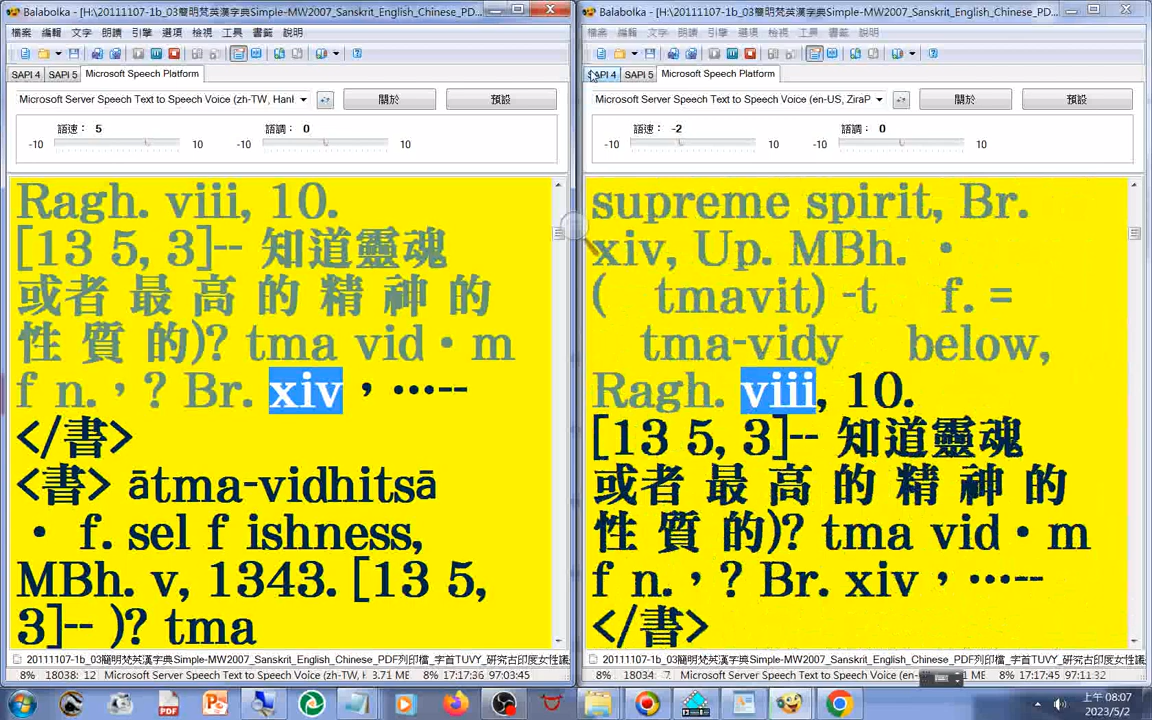 Balabolka - [H:\20111107-1b_03簡明梵英漢字典Simple-MW2007_Sanskrit_English_Chinese_PD...
檔案 編輯 文字 朗讀 引擎 選項 檢視 工具 書籤 說明
SAPI 4 SAPI 5 Microsoft Speech Platform
Microsoft Server Speech Text to Speech Voice (zh-TW, Hanl 關於 預設
語速： 5 語調： 0
-10 10 -10 10
Ragh. viii, 10.
[13 5, 3]-- 知道靈魂
或者 最 高 的 精 神 的
性 質 的)? tma vid・m
f n.，? Br. xiv，···--
</書>
<書> ātma-vidhitsā
・ f. sel f ishness,
MBh. v, 1343. [13 5,
3]-- )? tma
20111107-1b_03簡明梵英漢字典Simple-MW2007_Sanskrit_English_Chinese_PDF列印檔_字首TUVY_研究古印度女性議
8% 18038: 12 Microsoft Server Speech Text to Speech Voice (zh-TW, H 3.71 ME 8% 17:17:36 97:03:45
Balabolka - [H:\20111107-1b_03簡明梵英漢字典Simple-MW2007_Sanskrit_English_Chinese_PD...
檔案 編輯 文字 朗讀 引擎 選項 檢視 工具 書籤 說明
SAPI 4 SAPI 5 Microsoft Speech Platform
Microsoft Server Speech Text to Speech Voice (en-US, ZiraP 關於 預設
語速： -2 語調： 0
-10 10 -10 10
supreme spirit, Br.
xiv, Up. MBh. ・
( tmavit) -t f. =
tma-vidy below,
Ragh. viii, 10.
[13 5, 3]-- 知道靈魂
或者 最 高 的 精 神 的
性 質 的)? tma vid・m
f n.，? Br. xiv，···--
</書>
20111107-1b_03簡明梵英漢字典Simple-MW2007_Sanskrit_English_Chinese_PDF列印檔_字首TUVY_研究古印度女性議
8% 18034: 7 Microsoft Server Speech Text to Speech Voice (en- 8% 17:17:45 97:11:32
上午 08:07
2023/5/2